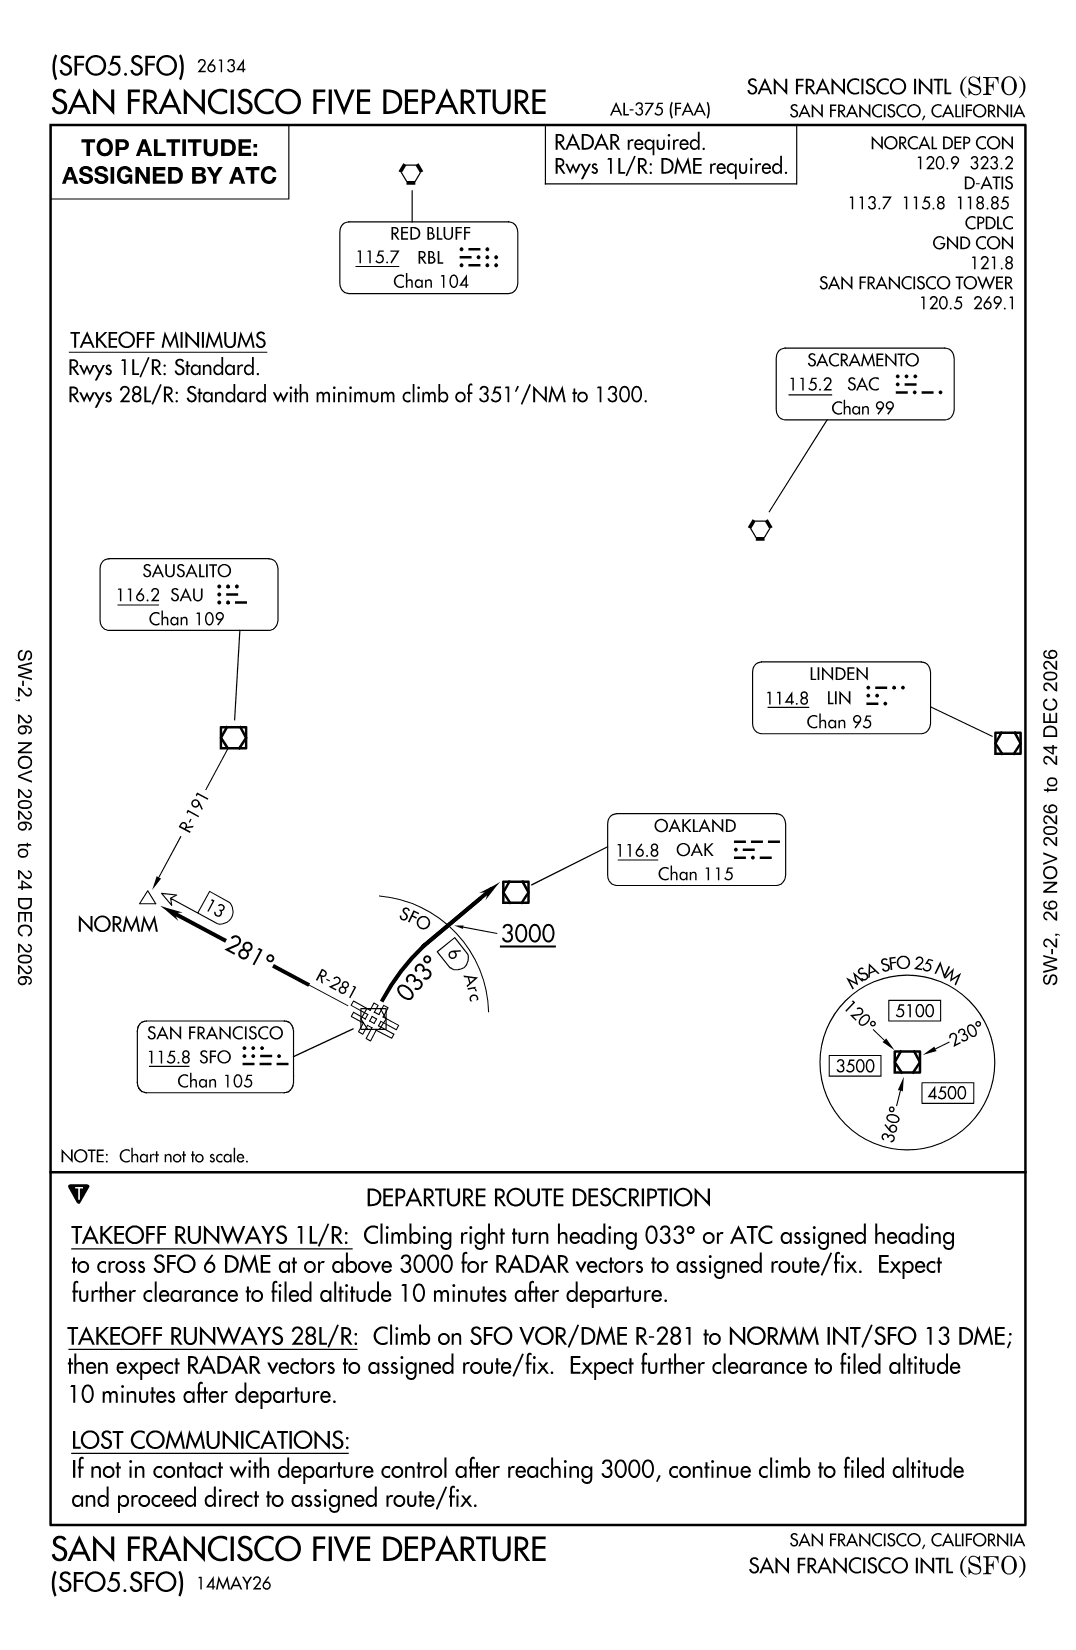 (SFO5.SFO) 26134
SAN FRANCISCO FIVE DEPARTURE
AL-375 (FAA)
SAN FRANCISCO INTL (SFO)
SAN FRANCISCO, CALIFORNIA
TOP ALTITUDE:
ASSIGNED BY ATC
RADAR required.
Rwys 1L/R: DME required.
NORCAL DEP CON
120.9 323.2
D-ATIS
113.7 115.8 118.85
CPDLC
GND CON
121.8
SAN FRANCISCO TOWER
120.5 269.1
RED BLUFF
115.7 RBL
Chan 104
TAKEOFF MINIMUMS
Rwys 1L/R: Standard.
Rwys 28L/R: Standard with minimum climb of 351'/NM to 1300.
SACRAMENTO
115.2 SAC
Chan 99
SAUSALITO
116.2 SAU
Chan 109
LINDEN
114.8 LIN
Chan 95
R-191
OAKLAND
116.8 OAK
Chan 115
NORMM
13
281°
R-281
SFO
6
Arc
3000
033°
SAN FRANCISCO
115.8 SFO
Chan 105
MSA SFO 25 NM
120°
5100
230°
3500
4500
360°
NOTE: Chart not to scale.
SW-2, 26 NOV 2026 to 24 DEC 2026
SW-2, 26 NOV 2026 to 24 DEC 2026
T
DEPARTURE ROUTE DESCRIPTION
TAKEOFF RUNWAYS 1L/R: Climbing right turn heading 033° or ATC assigned heading
to cross SFO 6 DME at or above 3000 for RADAR vectors to assigned route/fix. Expect
further clearance to filed altitude 10 minutes after departure.
TAKEOFF RUNWAYS 28L/R: Climb on SFO VOR/DME R-281 to NORMM INT/SFO 13 DME;
then expect RADAR vectors to assigned route/fix. Expect further clearance to filed altitude
10 minutes after departure.
LOST COMMUNICATIONS:
If not in contact with departure control after reaching 3000, continue climb to filed altitude
and proceed direct to assigned route/fix.
SAN FRANCISCO FIVE DEPARTURE
(SFO5.SFO) 14MAY26
SAN FRANCISCO, CALIFORNIA
SAN FRANCISCO INTL (SFO)